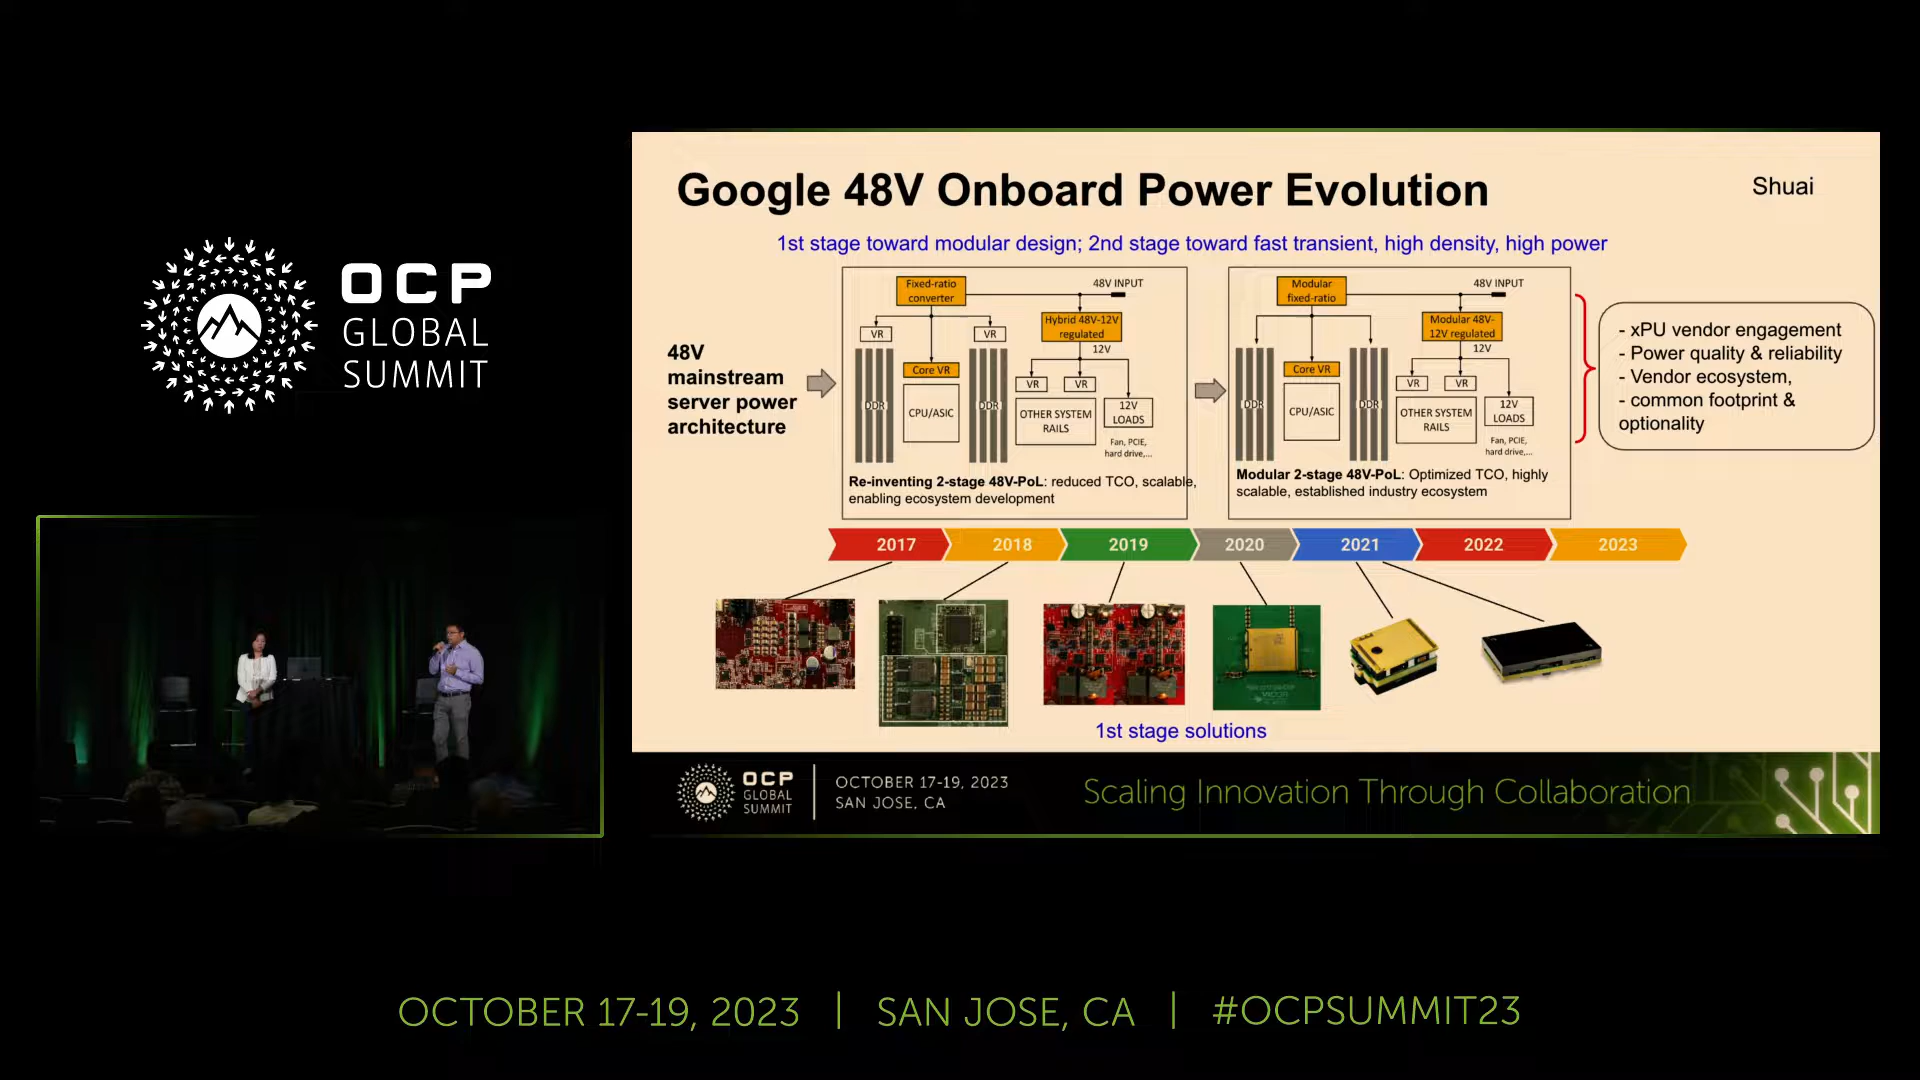 OCP
GLOBAL
SUMMIT
Google 48V Onboard Power Evolution
Shuai
1st stage toward modular design; 2nd stage toward fast transient, high density, high power
48V
mainstream
server power
architecture
Fixed-ratio
converter
48V INPUT
VR
VR
Hybrid 48V-12V
regulated
12V
Core VR
VR
VR
DDR
CPU/ASIC
DDR
OTHER SYSTEM
RAILS
12V
LOADS
Fan, PCIE,
hard drive,...
Re-inventing 2-stage 48V-PoL: reduced TCO, scalable,
enabling ecosystem development
Modular
fixed-ratio
48V INPUT
Modular 48V-
12V regulated
12V
Core VR
VR
VR
DDR
CPU/ASIC
DDR
OTHER SYSTEM
RAILS
12V
LOADS
Fan, PCIE,
hard drive,...
Modular 2-stage 48V-PoL: Optimized TCO, highly
scalable, established industry ecosystem
- xPU vendor engagement
- Power quality & reliability
- Vendor ecosystem,
- common footprint &
optionality
2017
2018
2019
2020
2021
2022
2023
1st stage solutions
OCP
GLOBAL
SUMMIT
OCTOBER 17-19, 2023
SAN JOSE, CA
Scaling Innovation Through Collaboration
OCTOBER 17-19, 2023 | SAN JOSE, CA | #OCPSUMMIT23